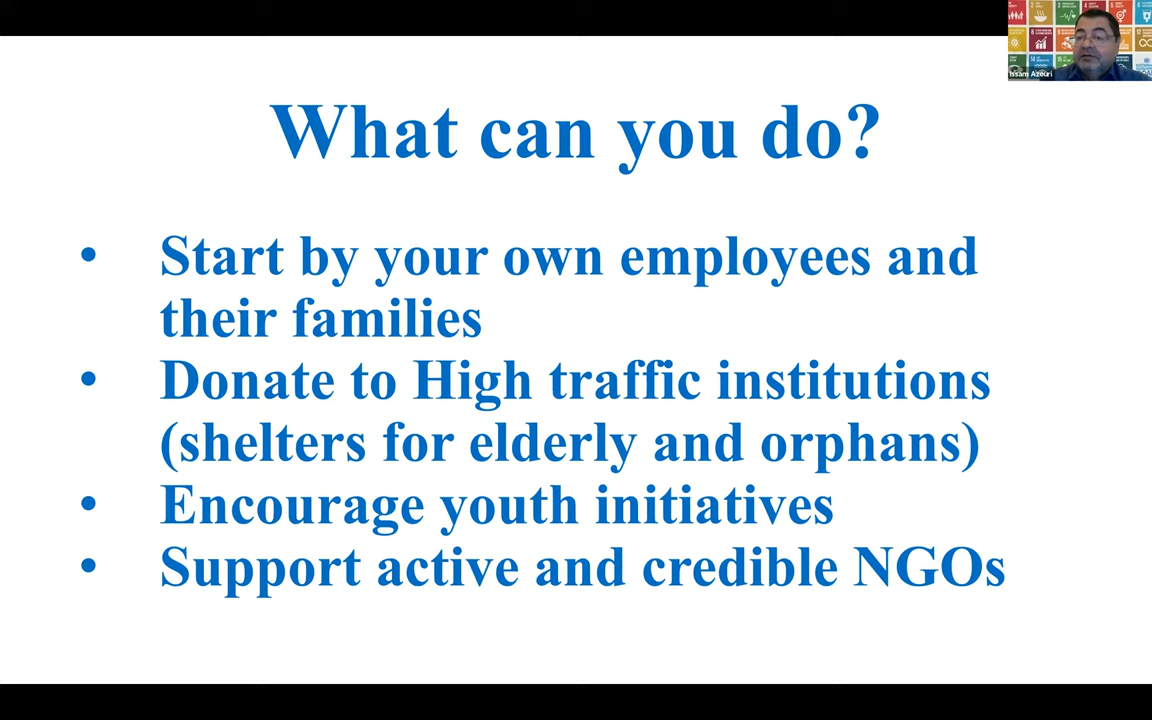 What can you do?
• Start by your own employees and
their families
• Donate to High traffic institutions
(shelters for elderly and orphans)
• Encourage youth initiatives
• Support active and credible NGOs
Issam Azouri